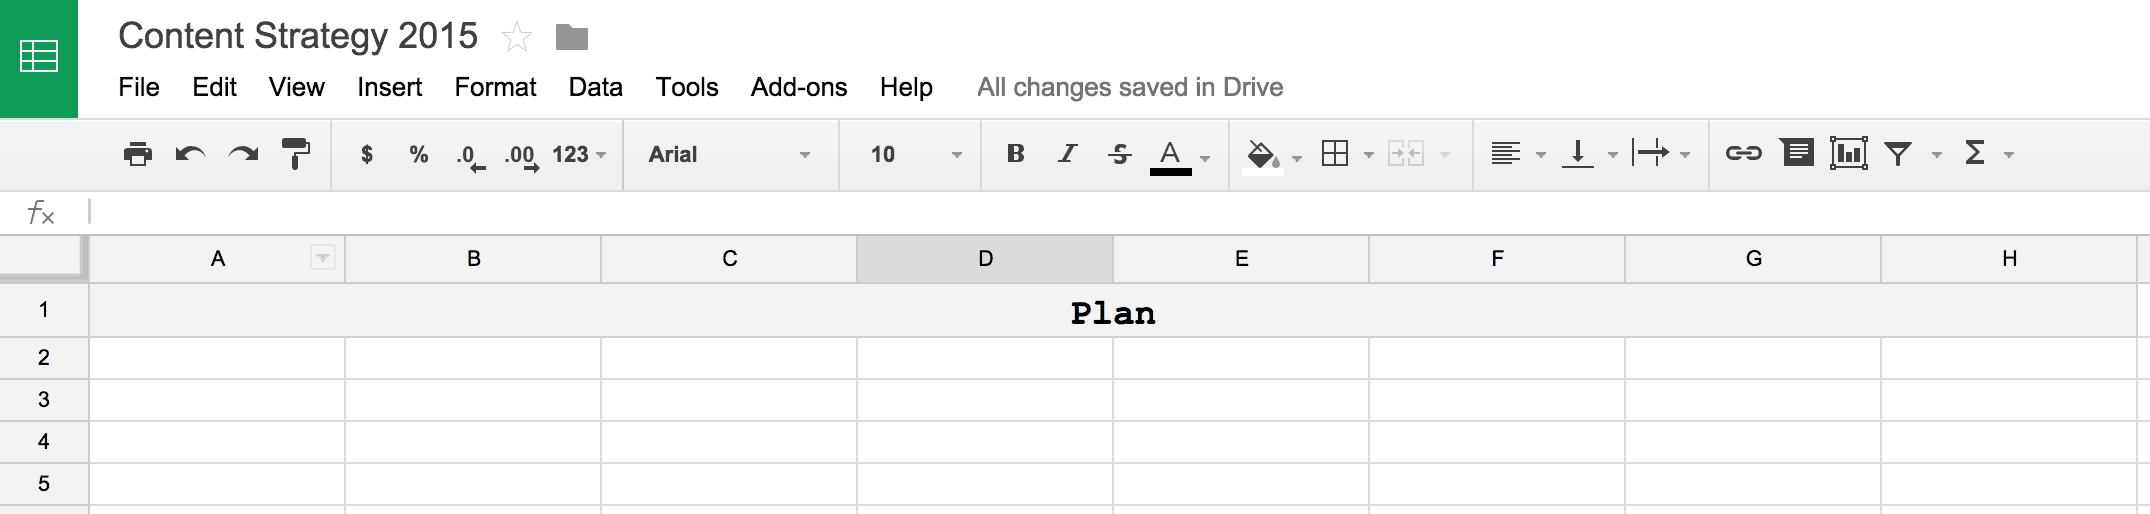 Content Strategy 2015
File Edit View Insert Format Data Tools Add-ons Help All changes saved in Drive
$ % .0 .00 123 Arial 10 B I S A Σ
fx
A B C D E F G H
1 Plan
2
3
4
5